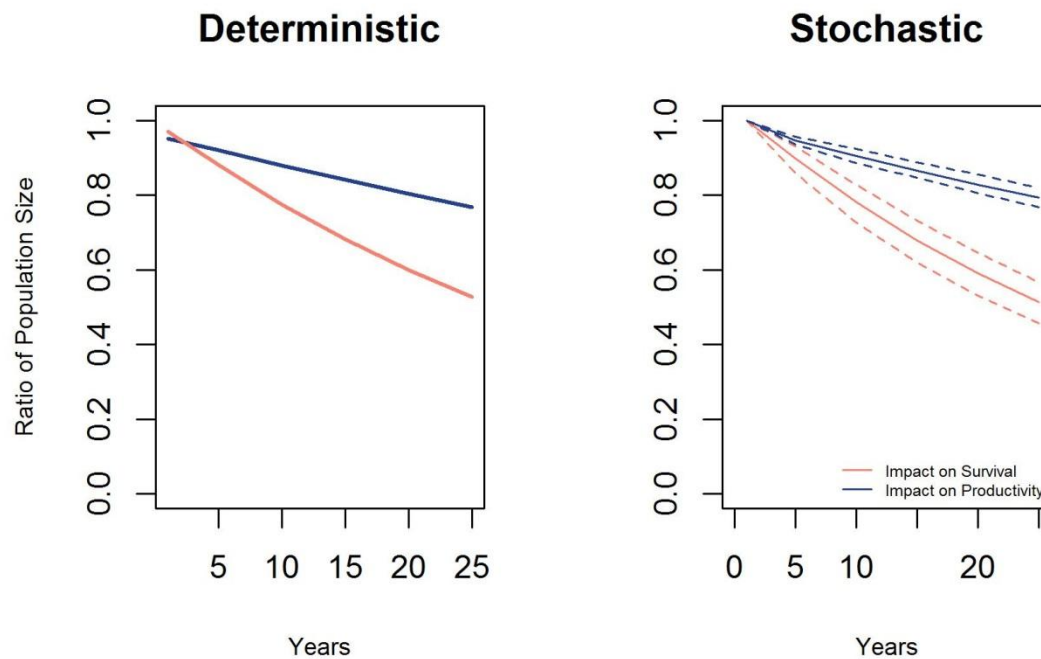 Deterministic
Stochastic
Ratio of Population Size
1.0
0.8
0.6
0.4
0.2
0.0
5 10 15 20 25
Years
1.0
0.8
0.6
0.4
0.2
0.0
Impact on Survival
Impact on Productivity
0 5 10 20
Years